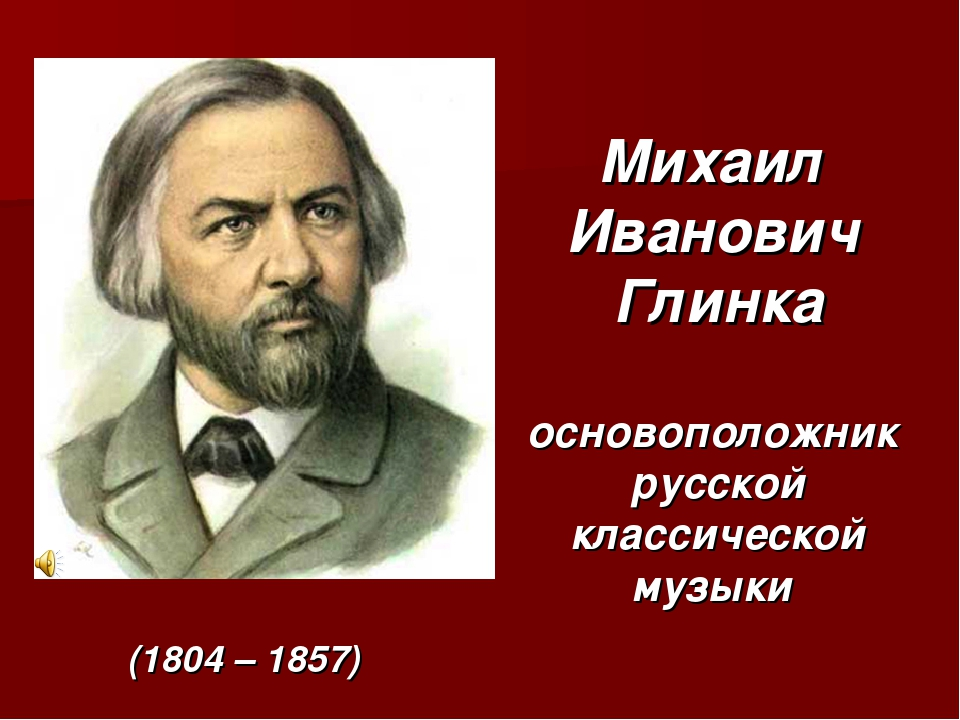 Михаил
Иванович
Глинка
основоположник
русской
классической
музыки
(1804 – 1857)